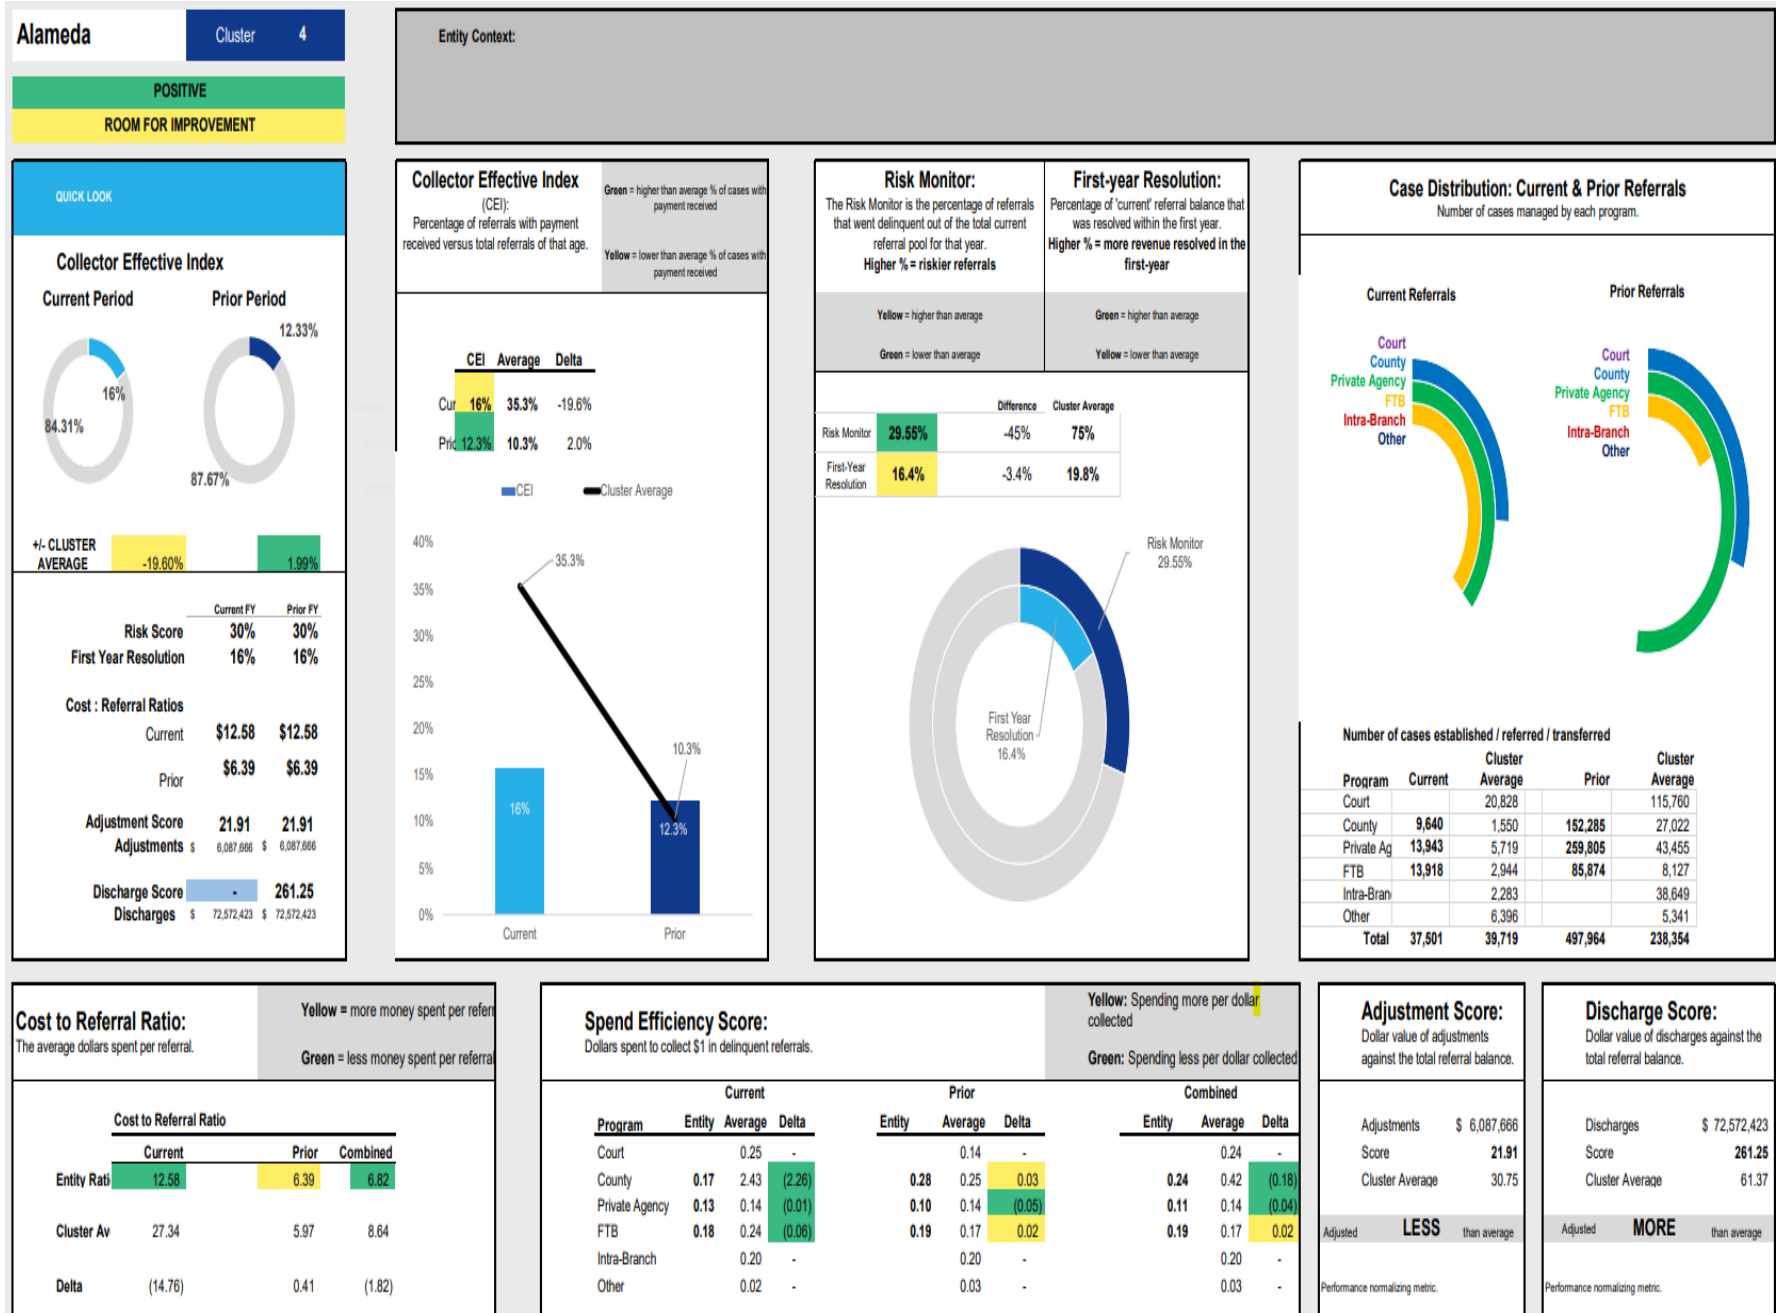 Alameda
Cluster 4
POSITIVE
ROOM FOR IMPROVEMENT
Entity Context:
QUICK LOOK
Collector Effective Index
Current Period Prior Period
12.33%
16%
84.31%
87.67%
+/- CLUSTER
AVERAGE -19.60% 1.99%
Current FY Prior FY
Risk Score 30% 30%
First Year Resolution 16% 16%
Cost : Referral Ratios
Current $12.58 $12.58
Prior $6.39 $6.39
Adjustment Score 21.91 21.91
Adjustments $ 6,087,666 $ 6,087,666
Discharge Score - 261.25
Discharges $ 72,572,423 $ 72,572,423
Collector Effective Index
(CEI):
Percentage of referrals with payment
received versus total referrals of that age.
Green = higher than average % of cases with
payment received
Yellow = lower than average % of cases with
payment received
CEI Average Delta
Cur 16% 35.3% -19.6%
Pric 12.3% 10.3% 2.0%
CEI Cluster Average
40%
35%
30%
25%
20%
15%
10%
5%
0%
35.3%
10.3%
16%
12.3%
Current Prior
Risk Monitor:
The Risk Monitor is the percentage of referrals
that went delinquent out of the total current
referral pool for that year.
Higher % = riskier referrals
Yellow = higher than average
Green = lower than average
First-year Resolution:
Percentage of 'current' referral balance that
was resolved within the first year.
Higher % = more revenue resolved in the
first-year
Green = higher than average
Yellow = lower than average
Difference Cluster Average
Risk Monitor 29.55% -45% 75%
First-Year
Resolution 16.4% -3.4% 19.8%
Risk Monitor
29.55%
First Year
Resolution
16.4%
Case Distribution: Current & Prior Referrals
Number of cases managed by each program.
Current Referrals
Court
County
Private Agency
FTB
Intra-Branch
Other
Prior Referrals
Court
County
Private Agency
FTB
Intra-Branch
Other
Number of cases established / referred / transferred
Program Current Cluster Average Prior Cluster Average
Court 20,828 115,760
County 9,640 1,550 152,285 27,022
Private Ag 13,943 5,719 259,805 43,455
FTB 13,918 2,944 85,874 8,127
Intra-Bran 2,283 38,649
Other 6,396 5,341
Total 37,501 39,719 497,964 238,354
Cost to Referral Ratio:
The average dollars spent per referral.
Yellow = more money spent per referr
Green = less money spent per referral
Cost to Referral Ratio
Current Prior Combined
Entity Rati 12.58 6.39 6.82
Cluster Av 27.34 5.97 8.64
Delta (14.76) 0.41 (1.82)
Spend Efficiency Score:
Dollars spent to collect $1 in delinquent referrals.
Yellow: Spending more per dollar
collected
Green: Spending less per dollar collected
Current Prior Combined
Program Entity Average Delta Entity Average Delta Entity Average Delta
Court 0.25 - 0.14 - 0.24 -
County 0.17 2.43 (2.26) 0.28 0.25 0.03 0.24 0.42 (0.18)
Private Agency 0.13 0.14 (0.01) 0.10 0.14 (0.05) 0.11 0.14 (0.04)
FTB 0.18 0.24 (0.06) 0.19 0.17 0.02 0.19 0.17 0.02
Intra-Branch 0.20 - 0.20 - 0.20 -
Other 0.02 - 0.03 - 0.03 -
Adjustment Score:
Dollar value of adjustments
against the total referral balance.
Adjustments $ 6,087,666
Score 21.91
Cluster Average 30.75
Adjusted LESS than average
Performance normalizing metric.
Discharge Score:
Dollar value of discharges against the
total referral balance.
Discharges $ 72,572,423
Score 261.25
Cluster Average 61.37
Adjusted MORE than average
Performance normalizing metric.